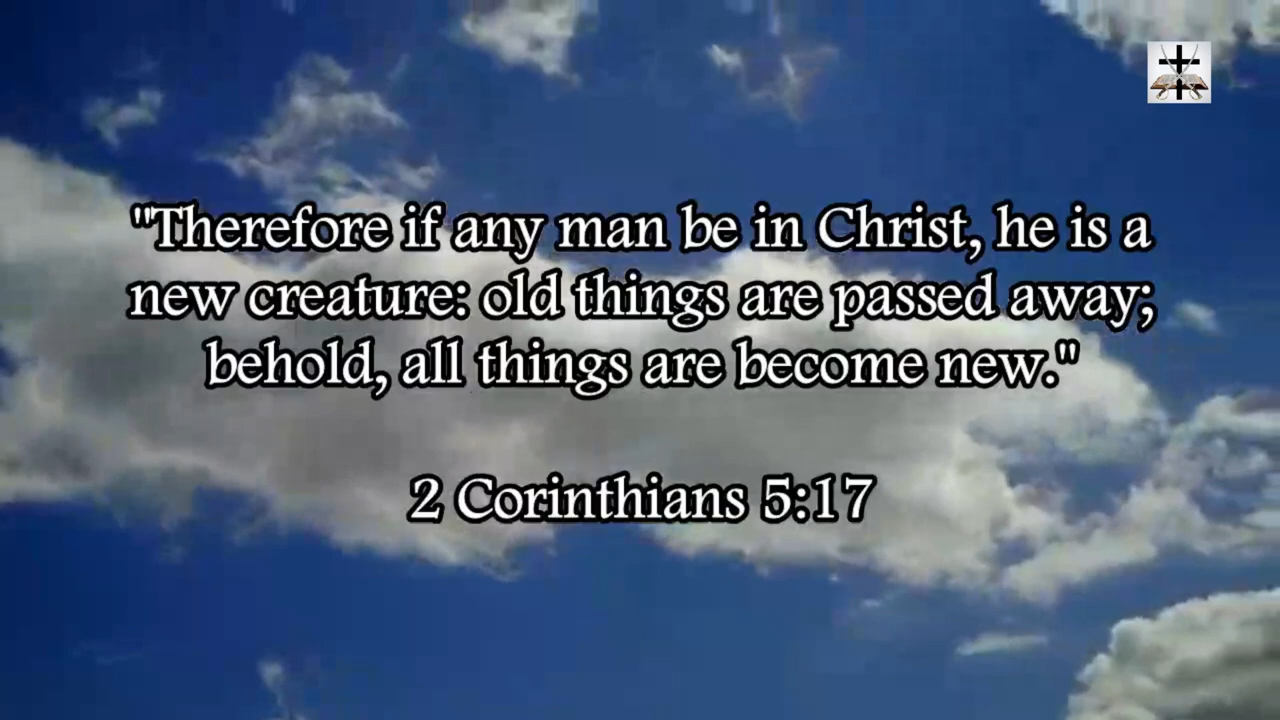 "Therefore if any man be in Christ, he is a
new creature: old things are passed away;
behold, all things are become new."
2 Corinthians 5:17